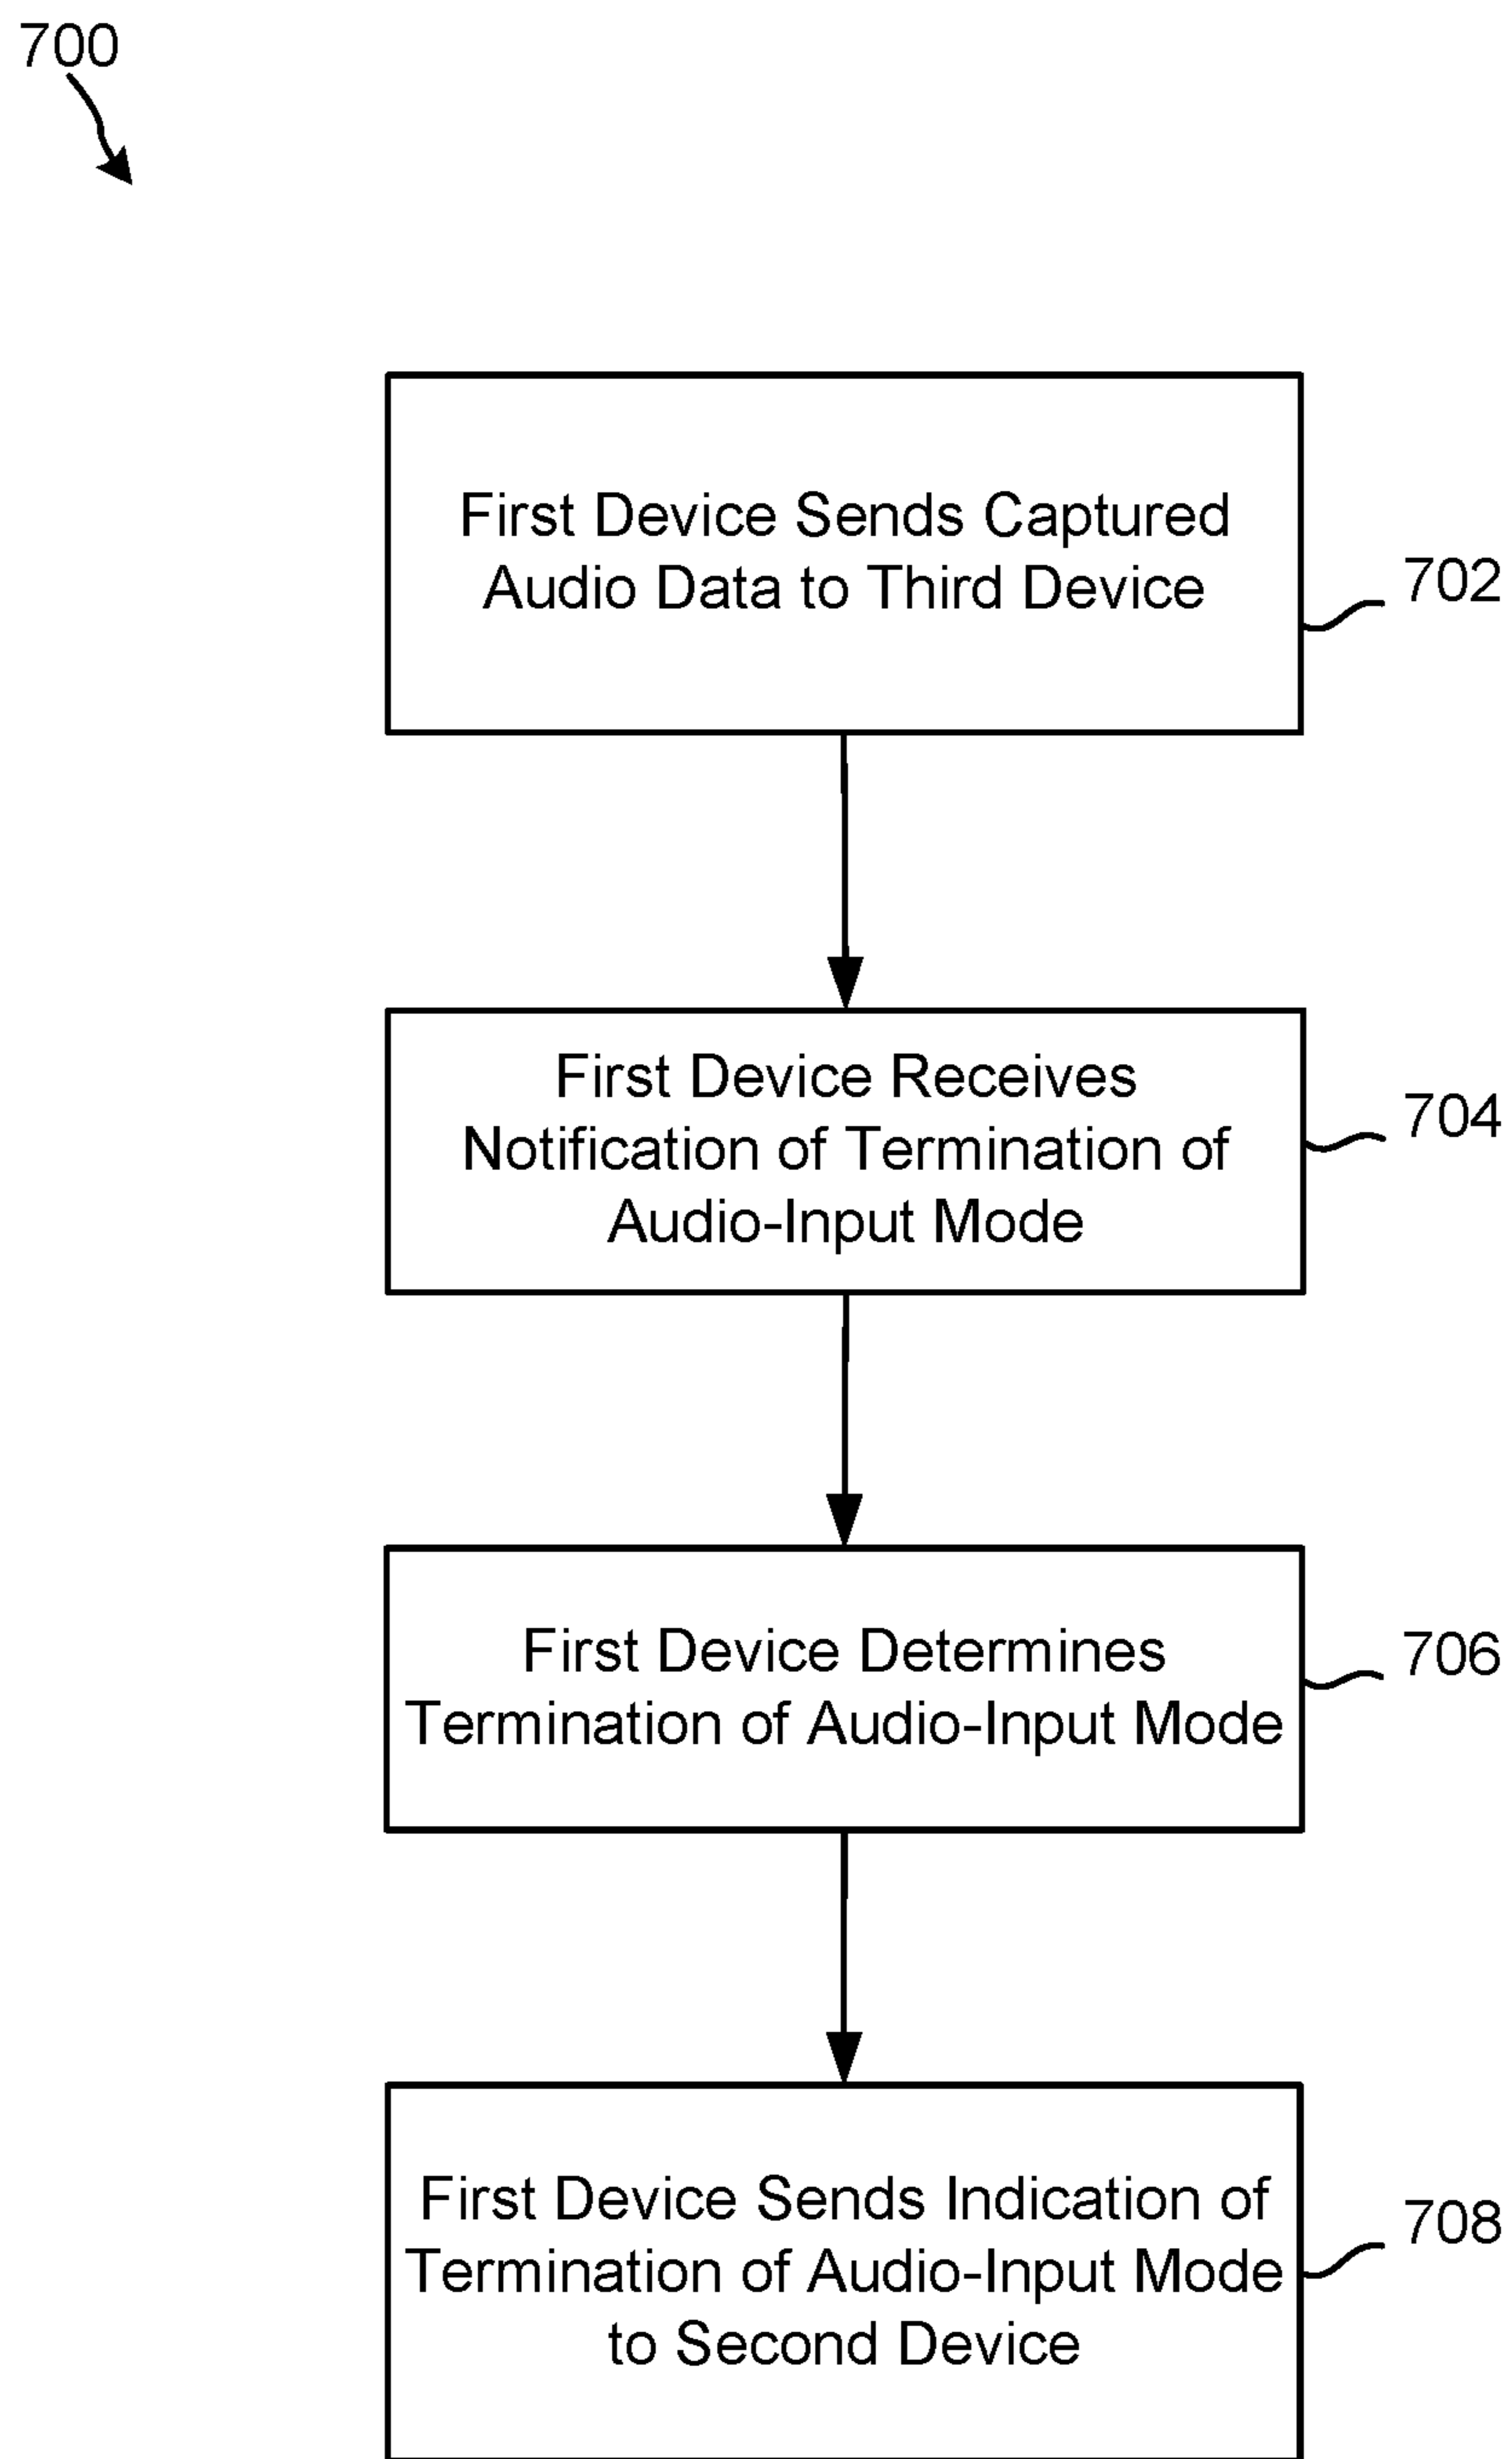 700
First Device Sends Captured
Audio Data to Third Device
702
First Device Receives
Notification of Termination of
Audio-Input Mode
704
First Device Determines
Termination of Audio-Input Mode
706
First Device Sends Indication of
Termination of Audio-Input Mode
to Second Device
708